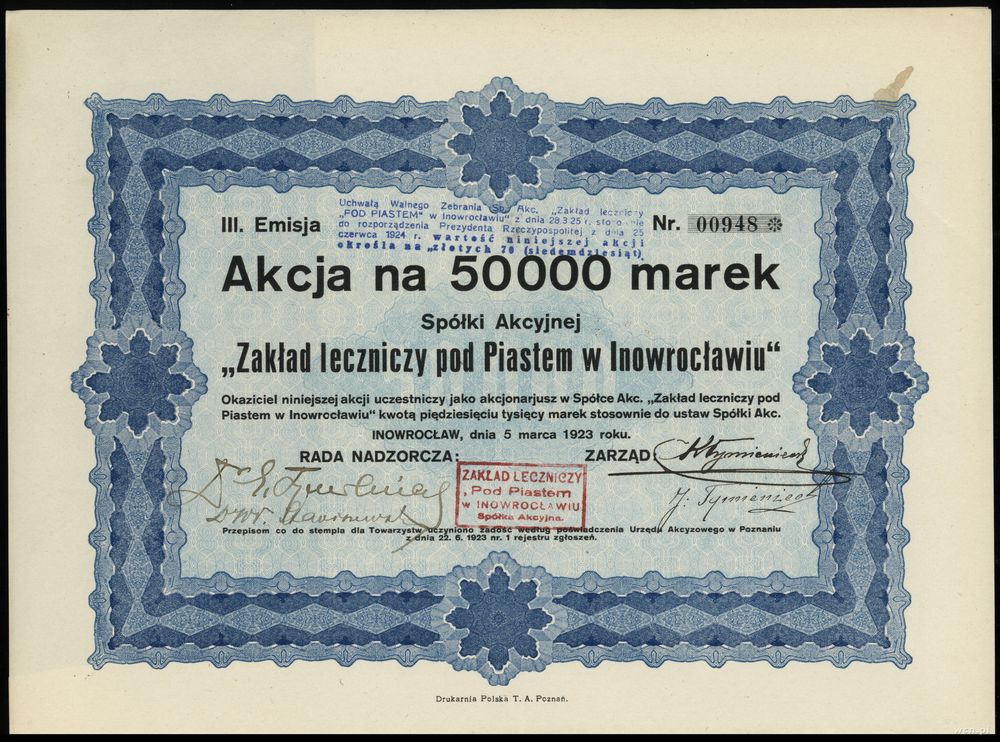 Uchwałą Walnego Zebrania Sp. Akc. „Zakład leczniczy
„POD PIASTEM" w Inowrocławiu" z dnia 28.3.25 r. stosownie
do rozporządzenia Prezydenta Rzeczypospolitej z dnia 25
czerwca 1924 r. wartość niniejszej akcji
określa na „złotych 70 (siedemdziesiąt).
III. Emisja
Nr. 00948 *
Akcja na 50000 marek
Spółki Akcyjnej
„Zakład leczniczy pod Piastem w Inowrocławiu“
Okaziciel niniejszej akcji uczestniczy jako akcjonarjusz w Spółce Akc. „Zakład leczniczy pod
Piastem w Inowrocławiu“ kwotą piędziesięciu tysięcy marek stosownie do ustaw Spółki Akc.
INOWROCŁAW, dnia 5 marca 1923 roku.
RADA NADZORCZA:
ZARZĄD:
ZAKŁAD LECZNICZY
„Pod Piastem
w INOWROCŁAWIU
Spółka Akcyjna.
Przepisom co do stempla dla Towarzystw uczyniono zadość według poświadczenia Urzędu Akcyzowego w Poznaniu
z dnia 22. 6. 1923 nr. 1 rejestru zgłoszeń.
Drukarnia Polska T. A. Poznań.
wcn.pl